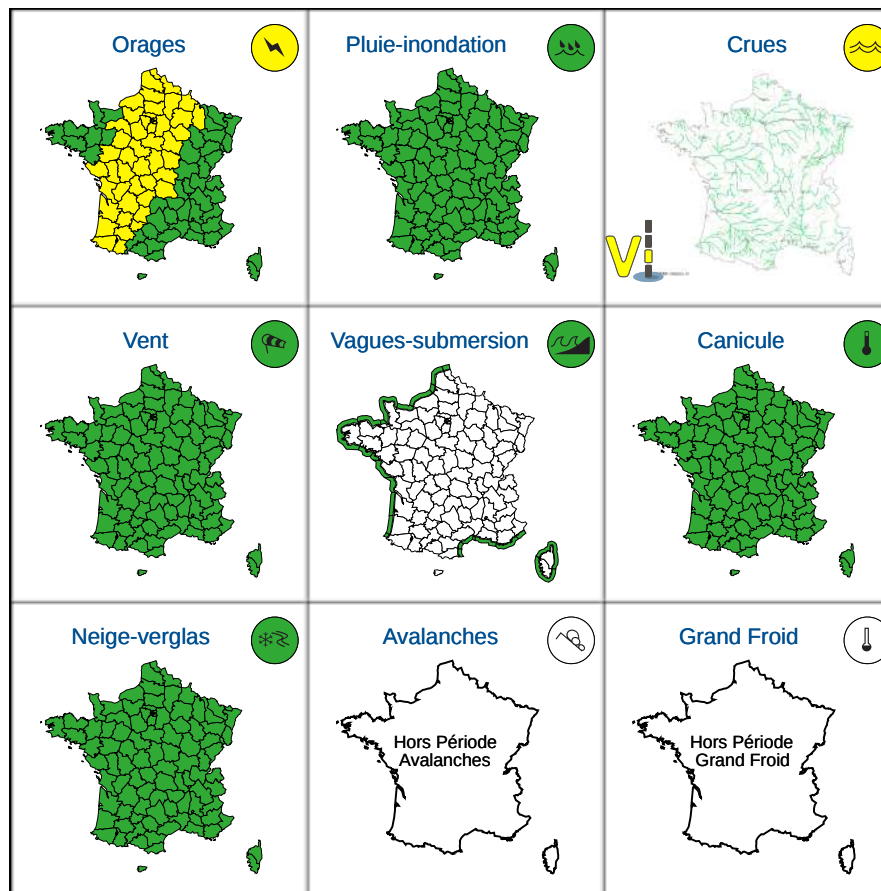 Orages
Pluie-inondation
Crues
Vi
Vent
Vagues-submersion
Canicule
Neige-verglas
Avalanches
Grand Froid
Hors Période
Avalanches
Hors Période
Grand Froid